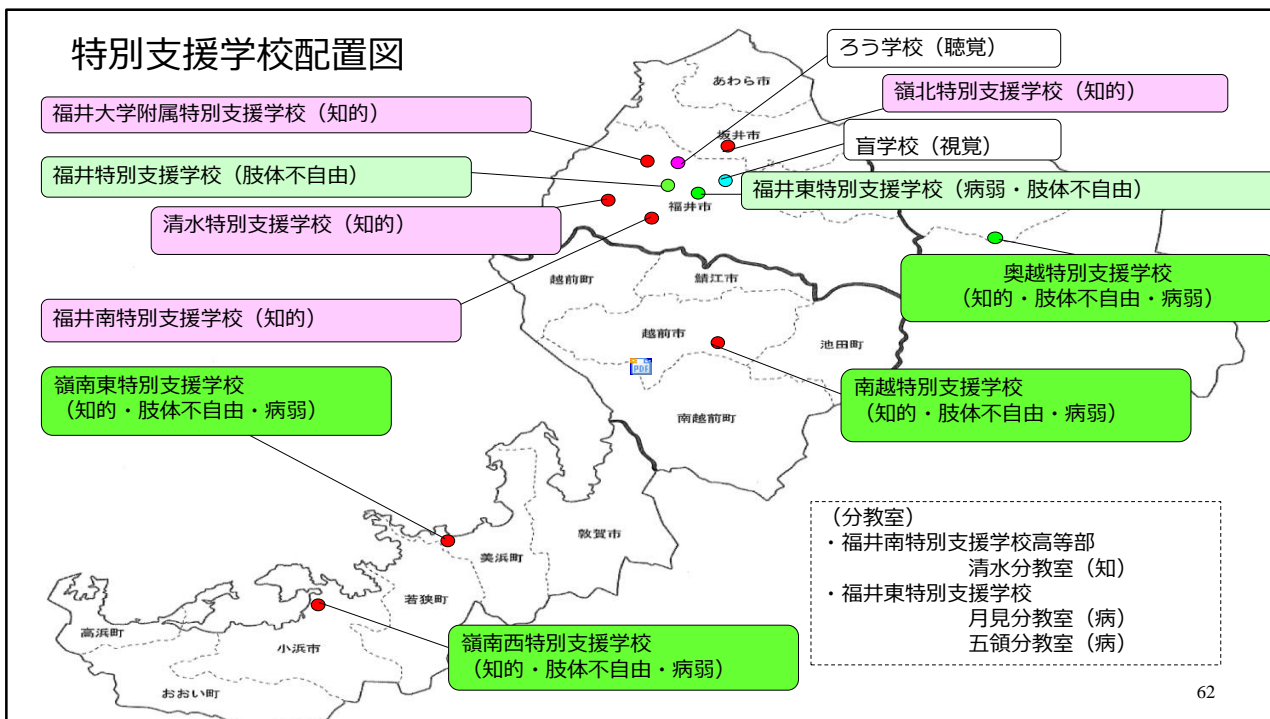 特別支援学校配置図
ろう学校（聴覚）
あわら市
嶺北特別支援学校（知的）
福井大学附属特別支援学校（知的）
坂井市
盲学校（視覚）
福井特別支援学校（肢体不自由）
福井東特別支援学校（病弱・肢体不自由）
清水特別支援学校（知的）
福井市
奥越特別支援学校
（知的・肢体不自由・病弱）
越前町
鯖江市
福井南特別支援学校（知的）
越前市
池田町
PDF
嶺南東特別支援学校
（知的・肢体不自由・病弱）
南越特別支援学校
（知的・肢体不自由・病弱）
南越前町
敦賀市
美浜町
若狭町
（分教室）
・福井南特別支援学校高等部
清水分教室（知）
・福井東特別支援学校
月見分教室（病）
五領分教室（病）
高浜町
小浜市
嶺南西特別支援学校
（知的・肢体不自由・病弱）
おおい町
62